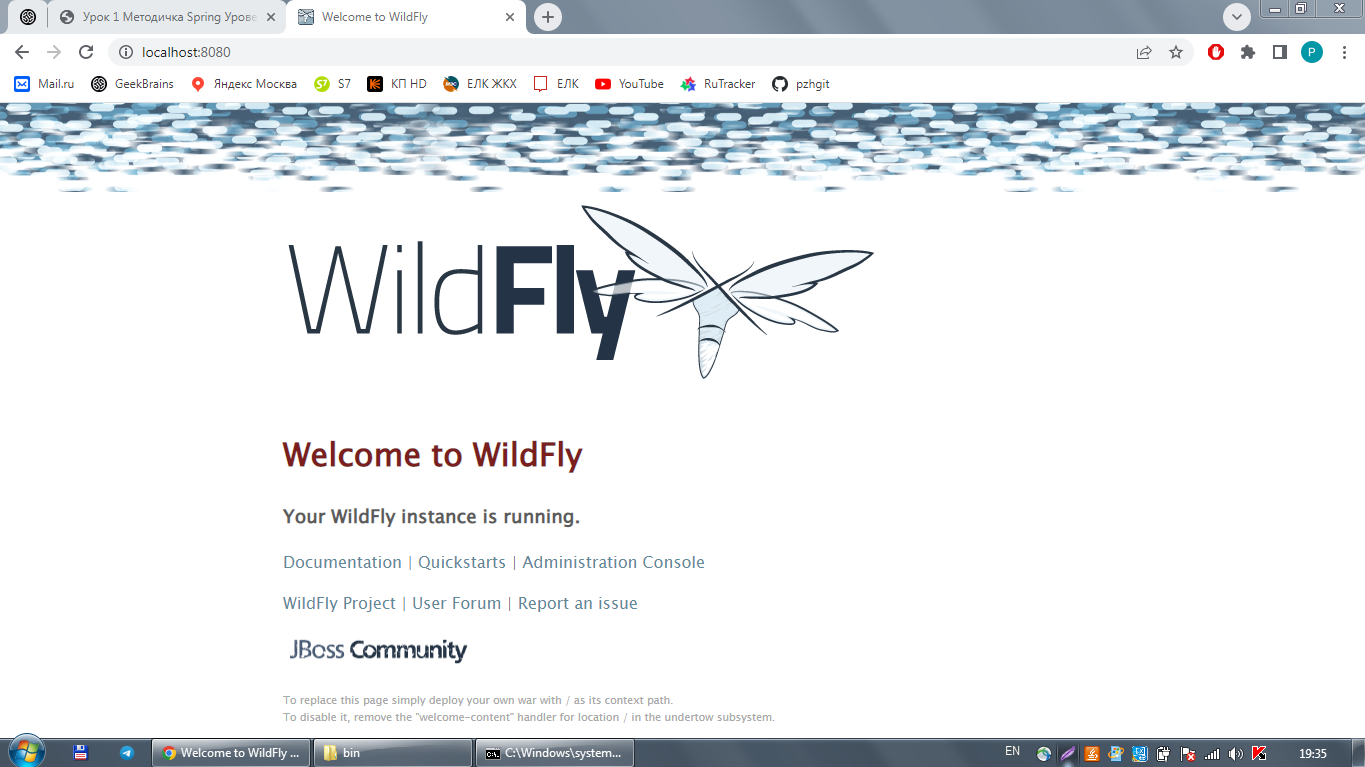 Урок 1 Методичка Spring Урове
Welcome to WildFly
localhost:8080
P
Mail.ru
GeekBrains
Яндекс Москва
S7
КП HD
ЕЛК ЖКХ
ЕЛК
YouTube
RuTracker
pzhgit
WildFly
Welcome to WildFly
Your WildFly instance is running.
Documentation | Quickstarts | Administration Console
WildFly Project | User Forum | Report an issue
JBoss Community
To replace this page simply deploy your own war with / as its context path.
To disable it, remove the "welcome-content" handler for location / in the undertow subsystem.
Welcome to WildFly ...
bin
C:\Windows\system...
EN
19:35